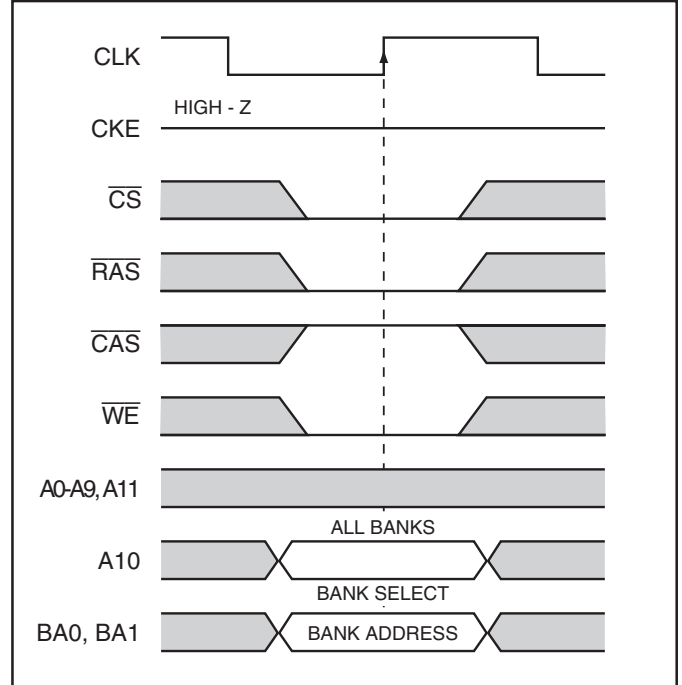 CLK
HIGH - Z
CKE
CS
RAS
CAS
WE
A0-A9, A11
ALL BANKS
A10
BANK SELECT
BA0, BA1
BANK ADDRESS